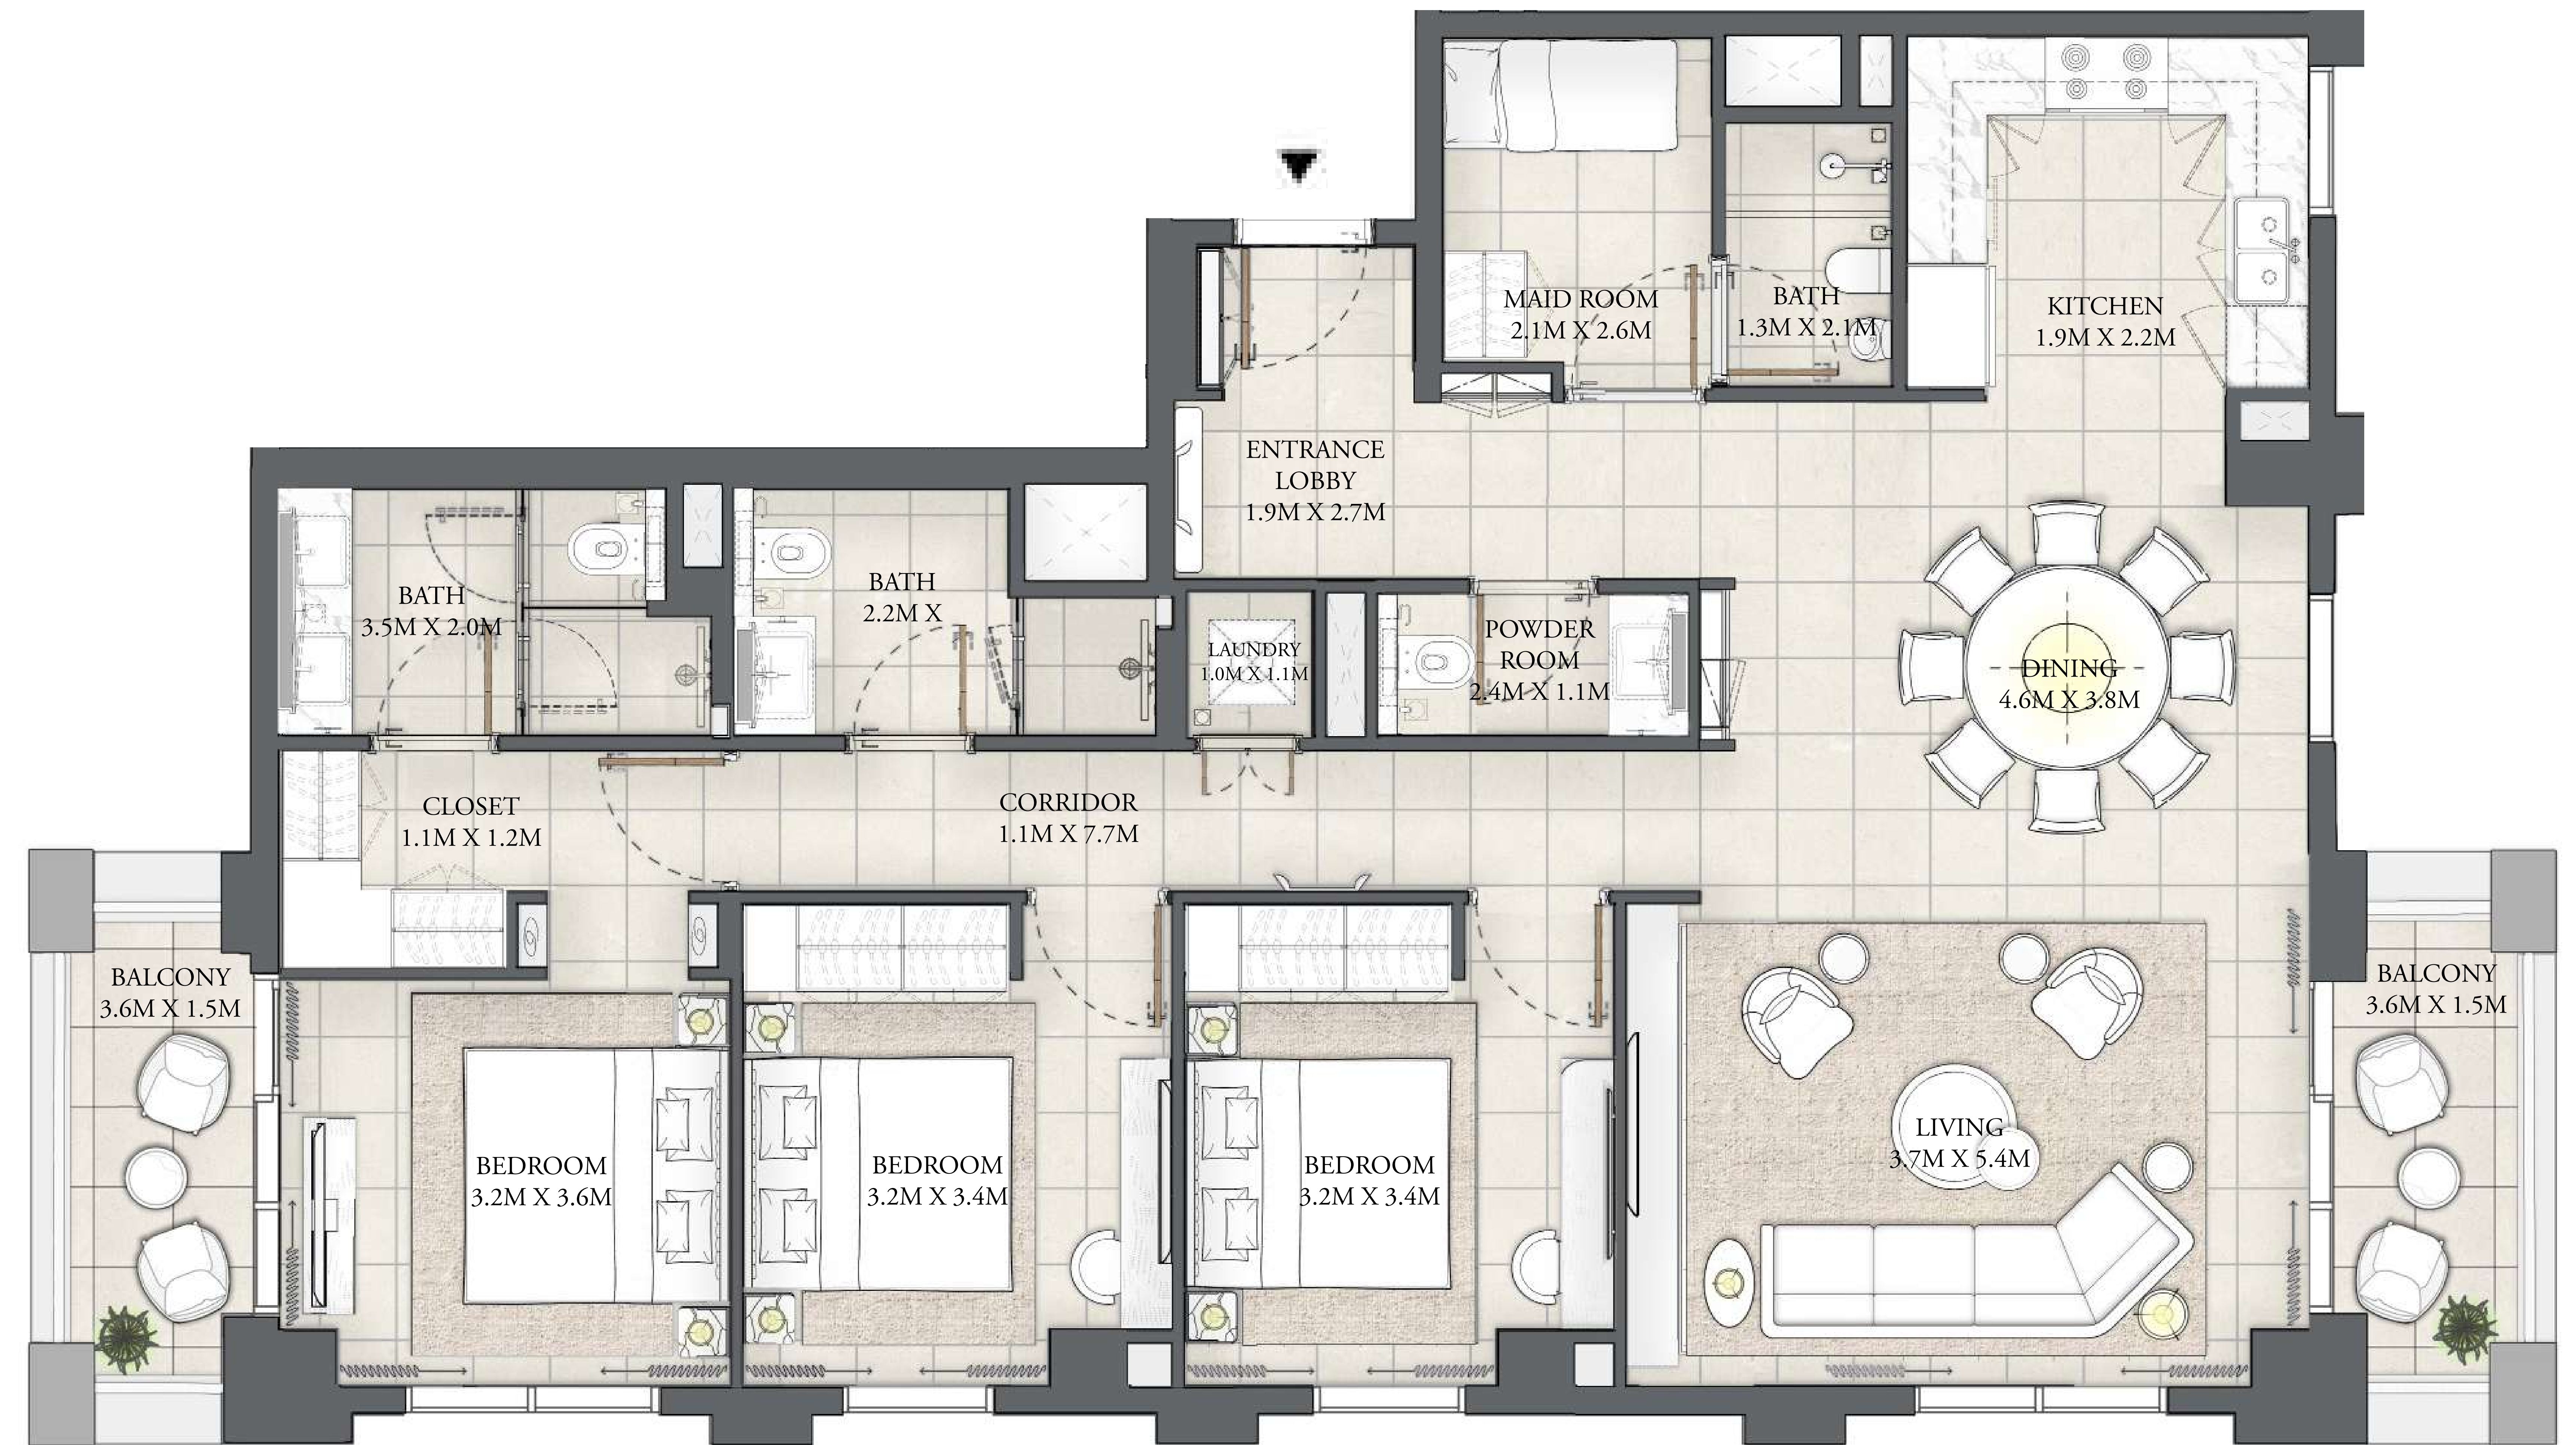 MAID ROOM
2.1M X 2.6M
BATH
1.3M X 2.1M
KITCHEN
1.9M X 2.2M
ENTRANCE
LOBBY
1.9M X 2.7M
BATH
3.5M X 2.0M
BATH
2.2M X
LAUNDRY
1.0M X 1.1M
POWDER
ROOM
2.4M X 1.1M
DINING
4.6M X 3.8M
CLOSET
1.1M X 1.2M
CORRIDOR
1.1M X 7.7M
BALCONY
3.6M X 1.5M
BEDROOM
3.2M X 3.6M
BEDROOM
3.2M X 3.4M
BEDROOM
3.2M X 3.4M
LIVING
3.7M X 5.4M
BALCONY
3.6M X 1.5M